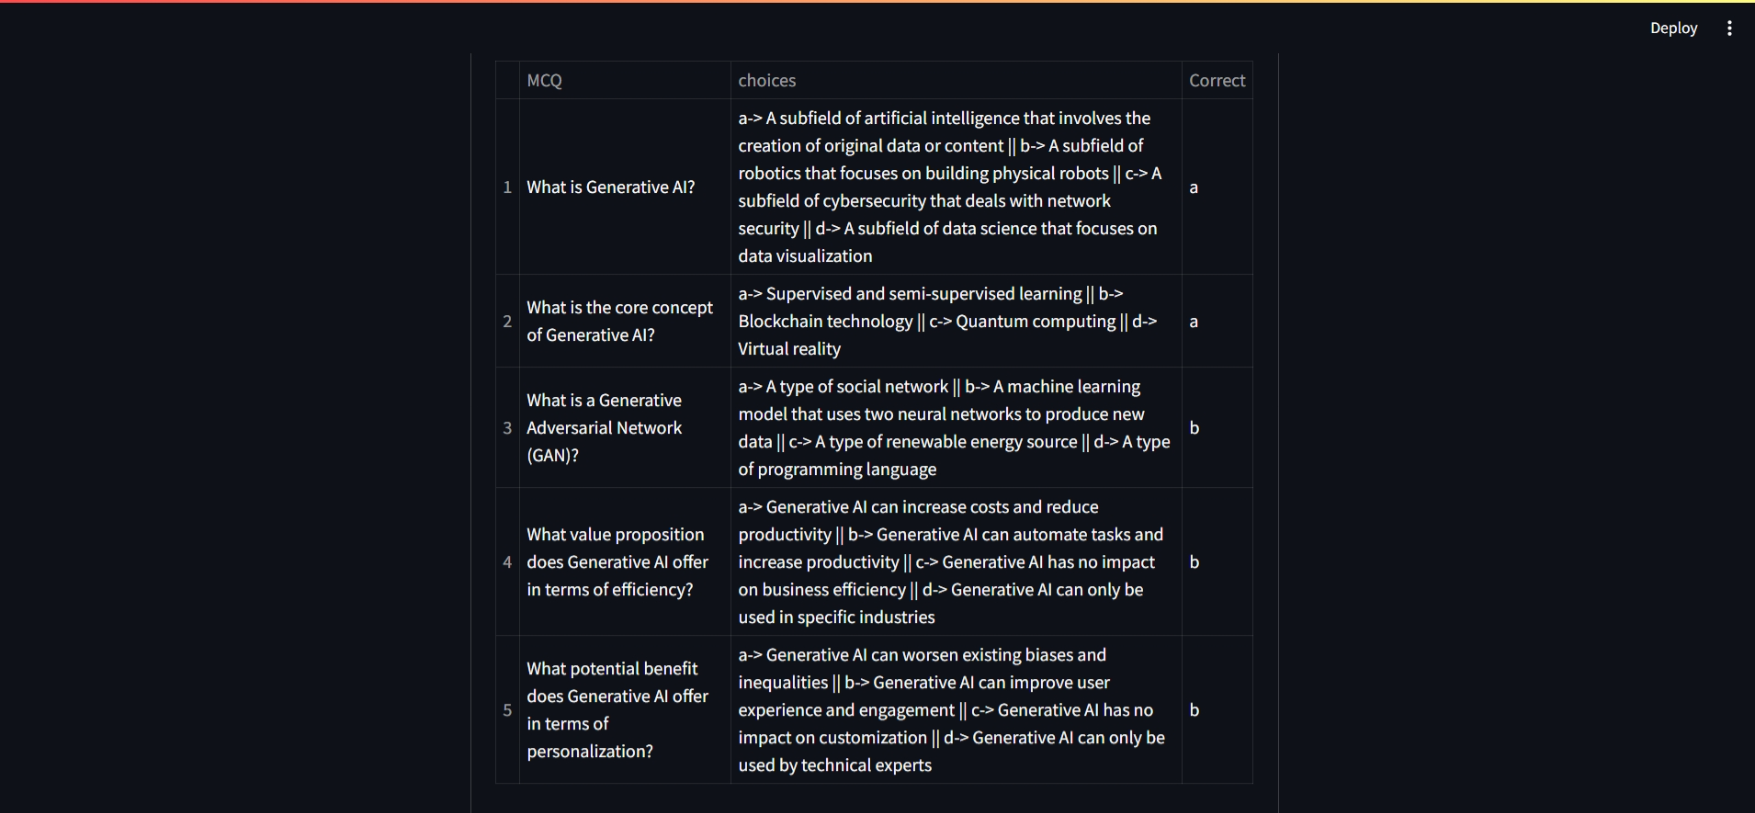 Deploy
MCQ
choices
Correct
1
What is Generative AI?
a-> A subfield of artificial intelligence that involves the
creation of original data or content || b-> A subfield of
robotics that focuses on building physical robots || c-> A
subfield of cybersecurity that deals with network
security || d-> A subfield of data science that focuses on
data visualization
a
2
What is the core concept
of Generative AI?
a-> Supervised and semi-supervised learning || b->
Blockchain technology || c-> Quantum computing || d->
Virtual reality
a
3
What is a Generative
Adversarial Network
(GAN)?
a-> A type of social network || b-> A machine learning
model that uses two neural networks to produce new
data || c-> A type of renewable energy source || d-> A type
of programming language
b
4
What value proposition
does Generative AI offer
in terms of efficiency?
a-> Generative AI can increase costs and reduce
productivity || b-> Generative AI can automate tasks and
increase productivity || c-> Generative AI has no impact
on business efficiency || d-> Generative AI can only be
used in specific industries
b
5
What potential benefit
does Generative AI offer
in terms of
personalization?
a-> Generative AI can worsen existing biases and
inequalities || b-> Generative AI can improve user
experience and engagement || c-> Generative AI has no
impact on customization || d-> Generative AI can only be
used by technical experts
b